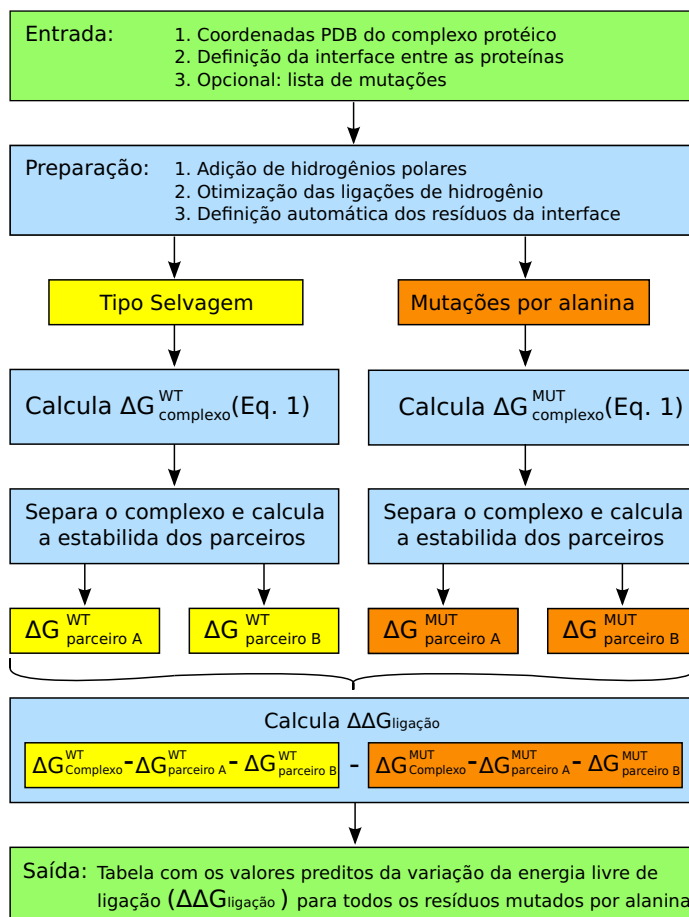 Entrada: 1. Coordenadas PDB do complexo protéico
2. Definição da interface entre as proteínas
3. Opcional: lista de mutações
Preparação: 1. Adição de hidrogênios polares
2. Otimização das ligações de hidrogênio
3. Definição automática dos resíduos da interface
Tipo Selvagem
Mutações por alanina
Calcula ΔG WT complexo (Eq. 1)
Calcula ΔG MUT complexo (Eq. 1)
Separa o complexo e calcula
a estabilida dos parceiros
Separa o complexo e calcula
a estabilida dos parceiros
ΔG WT parceiro A
ΔG WT parceiro B
ΔG MUT parceiro A
ΔG MUT parceiro B
Calcula ΔΔGligação
ΔG WT Complexo - ΔG WT parceiro A - ΔG WT parceiro B - ΔG MUT Complexo - ΔG MUT parceiro A - ΔG MUT parceiro B
Saída: Tabela com os valores preditos da variação da energia livre de
ligação (ΔΔGligação) para todos os resíduos mutados por alanina